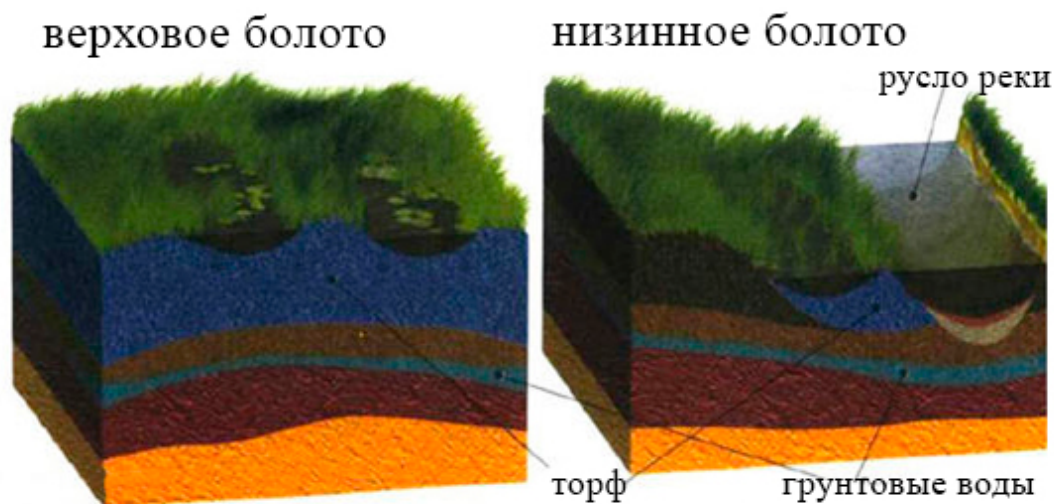 верховое болото
низинное болото
русло реки
торф
грунтовые воды